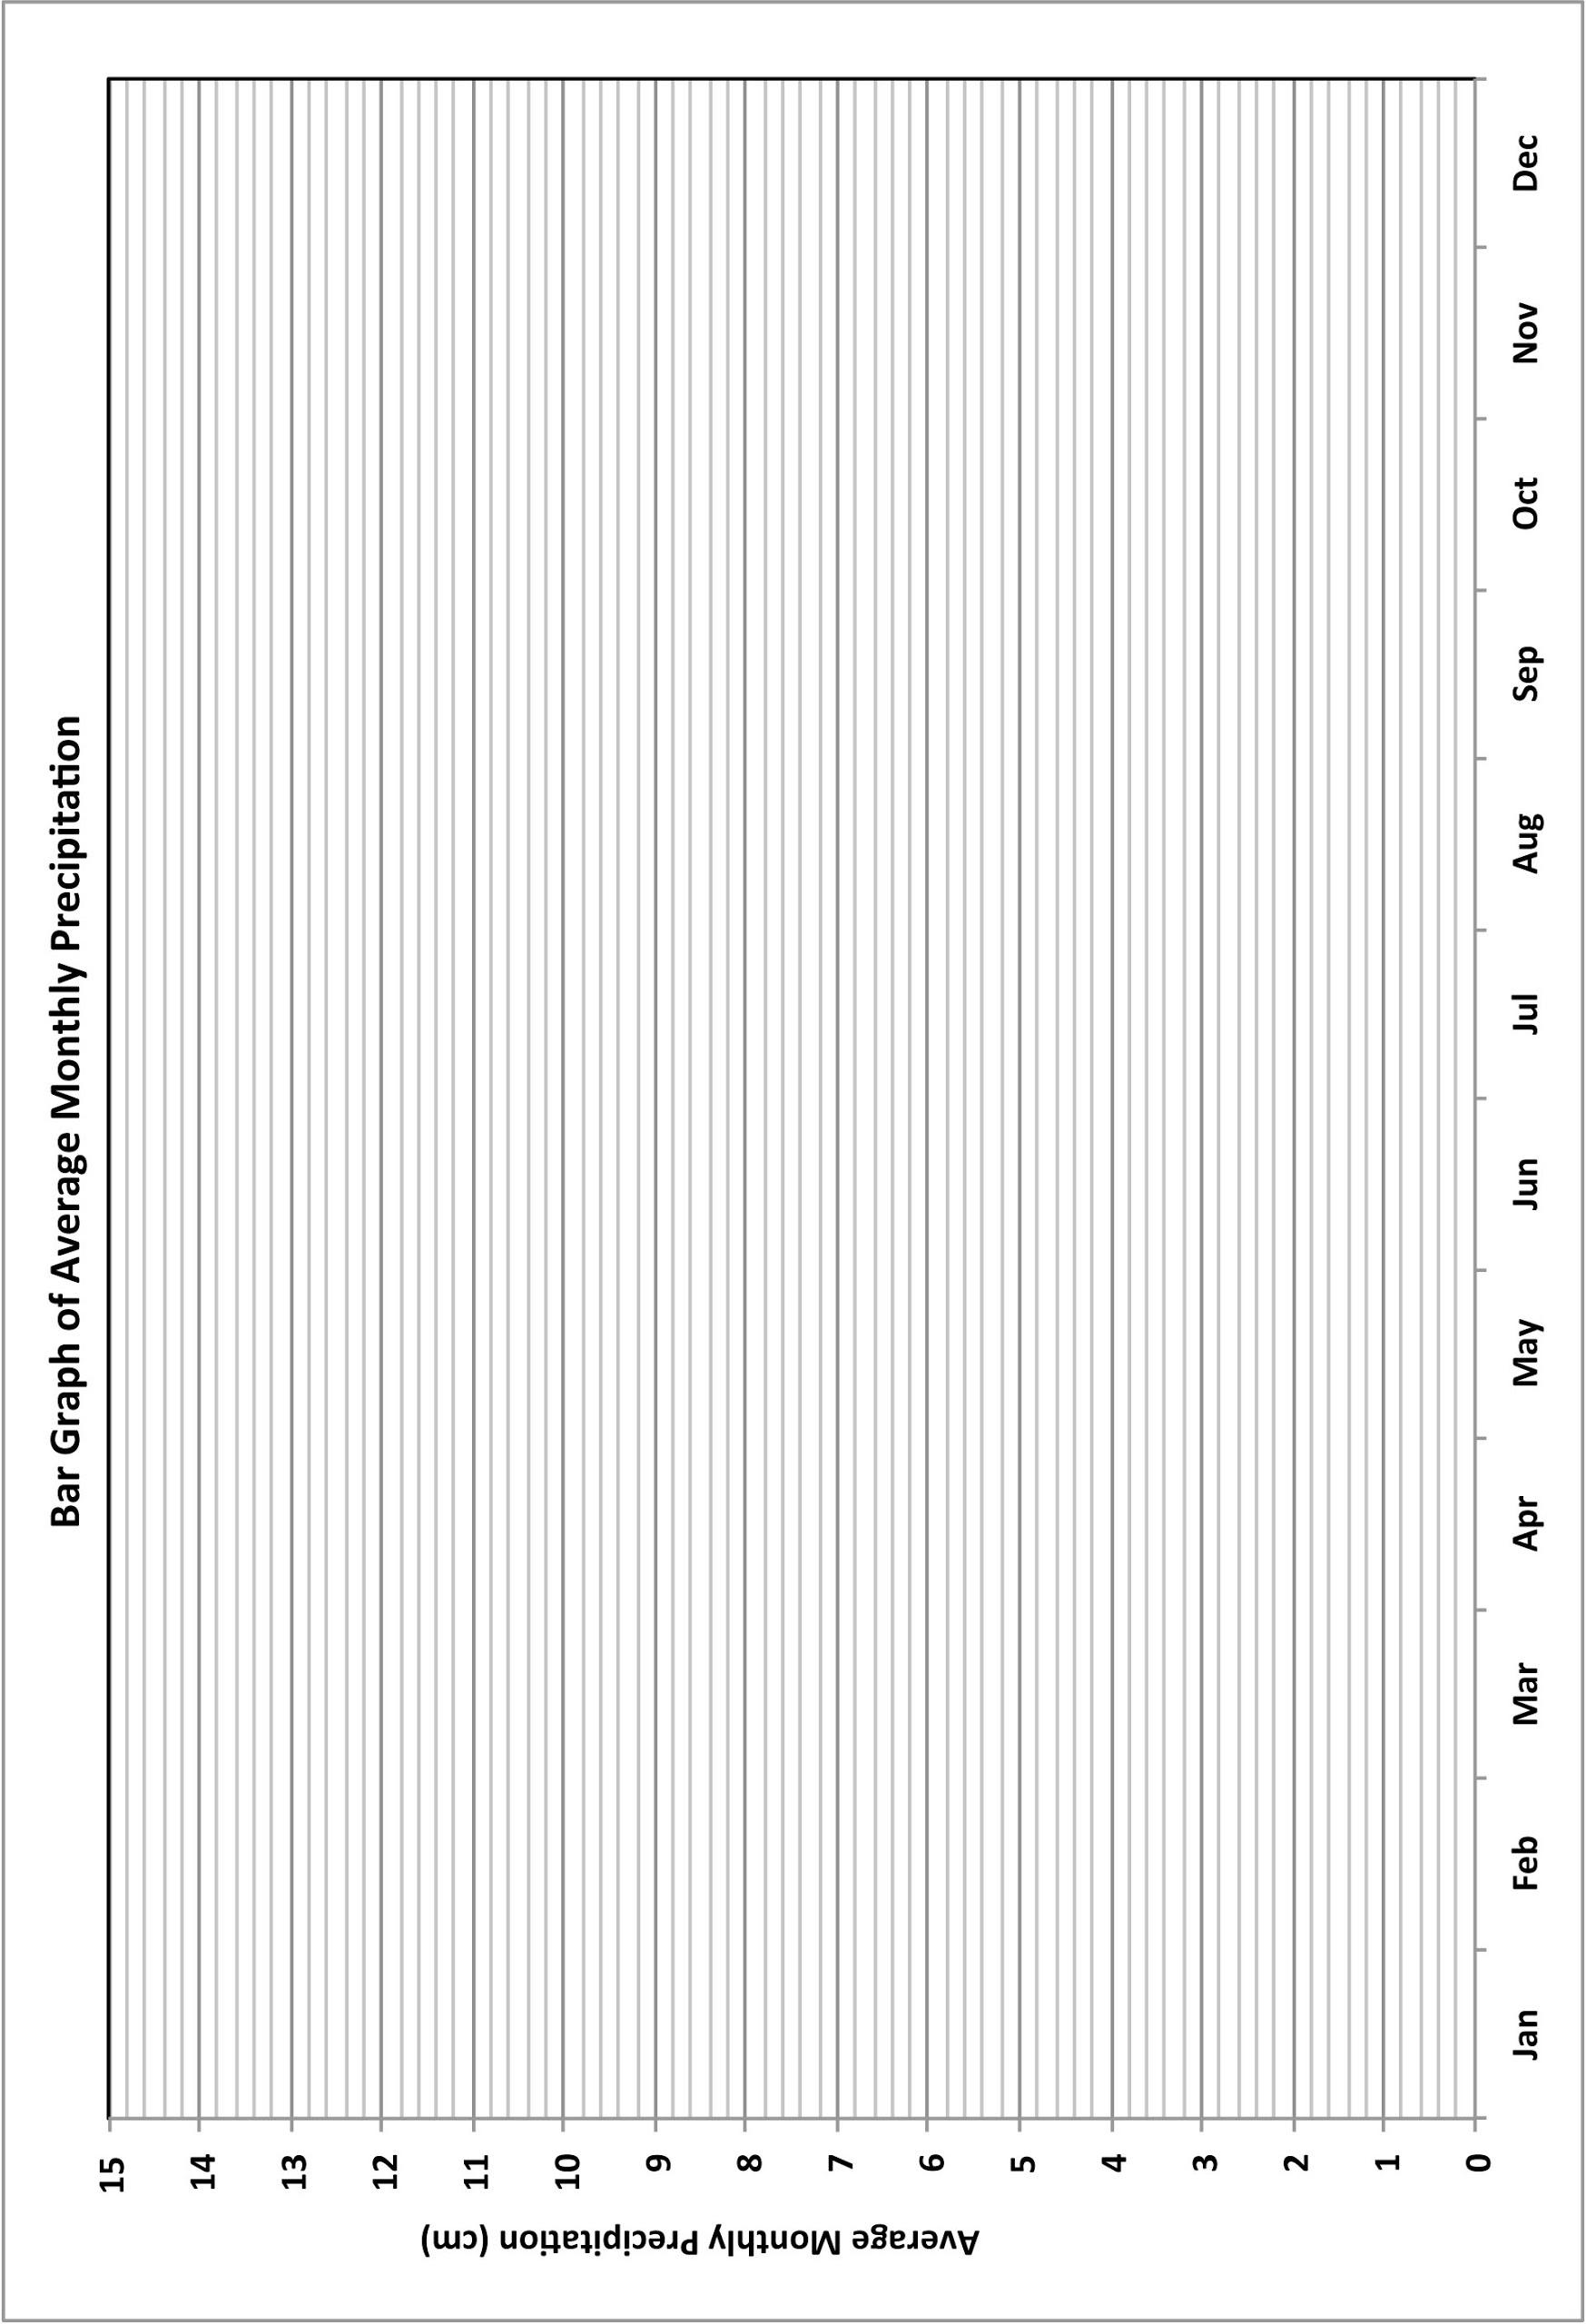 Bar Graph of Average Monthly Precipitation
Average Monthly Precipitation (cm)
15
14
13
12
11
10
9
8
7
6
5
4
3
2
1
0
Jan
Feb
Mar
Apr
May
Jun
Jul
Aug
Sep
Oct
Nov
Dec